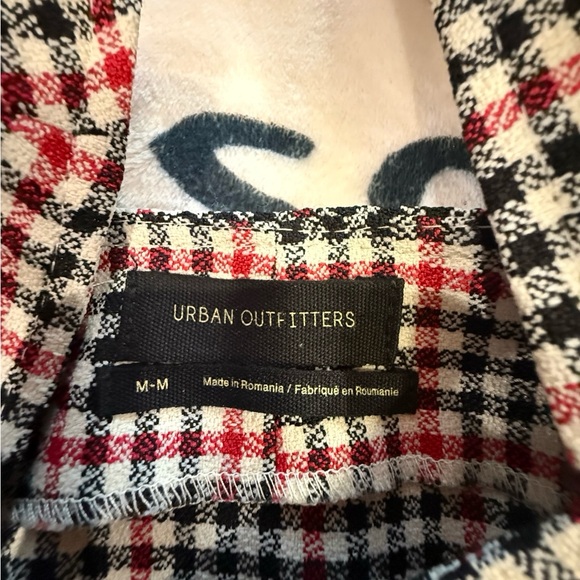 URBAN OUTFITTERS
M-M Made in Romania / Fabriqué en Roumanie